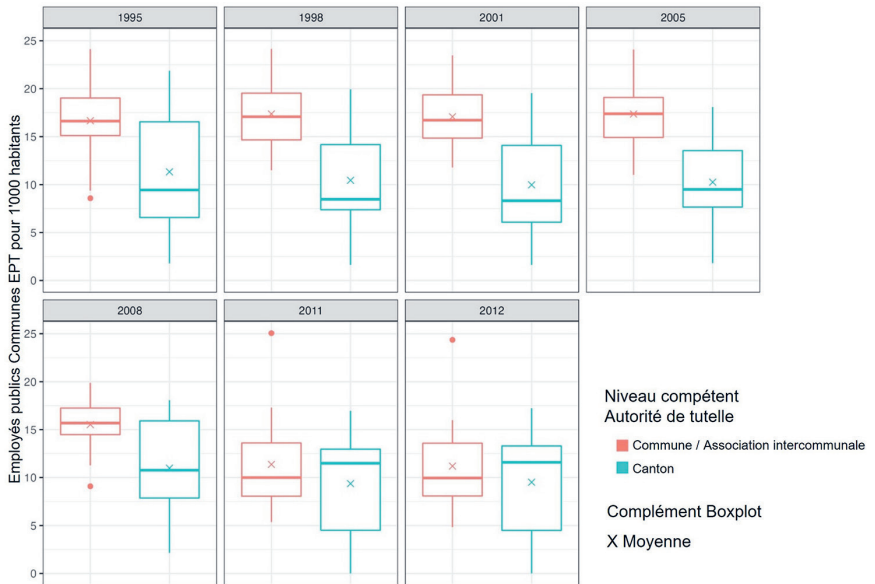 Employés publics Communes EPT pour 1'000 habitants
1995
1998
2001
2005
25
20
15
10
5
0
2008
2011
2012
25
20
15
10
5
0
Niveau compétent
Autorité de tutelle
Commune / Association intercommunale
Canton
Complément Boxplot
X Moyenne